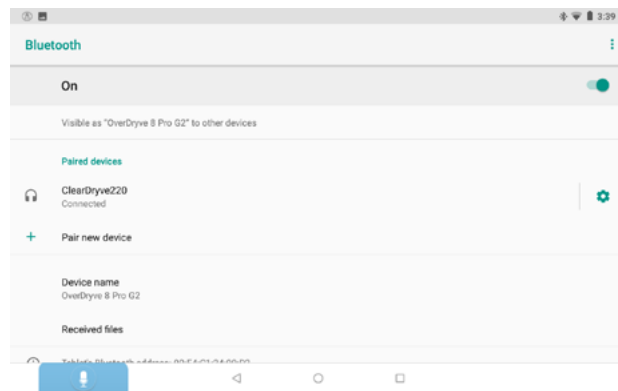 3:39
Bluetooth
On
Visible as "OverDryve 8 Pro G2" to other devices
Paired devices
ClearDryve220
Connected
Pair new device
Device name
OverDryve 8 Pro G2
Received files